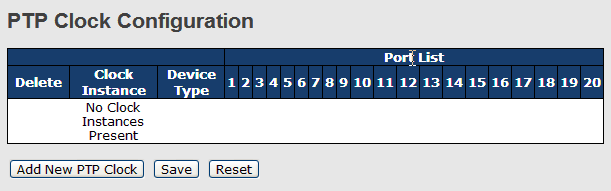 PTP Clock Configuration
Port List
Delete Clock Instance Device Type 1 2 3 4 5 6 7 8 9 10 11 12 13 14 15 16 17 18 19 20
No Clock
Instances
Present
Add New PTP Clock Save Reset